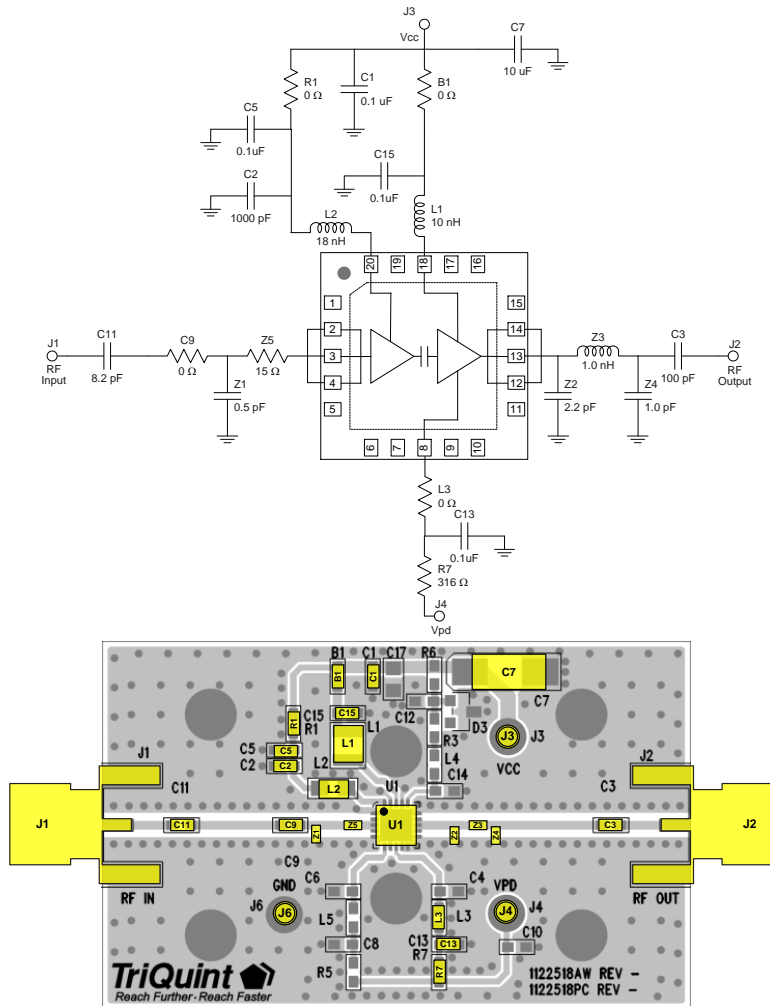 J3
Vcc
C7
10 uF
R1
0 Ω
C1
0.1 uF
B1
0 Ω
C5
0.1uF
C15
0.1uF
C2
1000 pF
L2
18 nH
L1
10 nH
20 19 18 17 16
1
2
3
4
5
15
14
13
12
11
6 7 8 9 10
J1
RF
Input
C11
8.2 pF
C9
0 Ω
Z5
15 Ω
Z1
0.5 pF
Z3
1.0 nH
C3
100 pF
J2
RF
Output
Z2
2.2 pF
Z4
1.0 pF
L3
0 Ω
C13
0.1uF
R7
316 Ω
J4
Vpd
B1 C1 C17 R6
B1 C1 C7
C7
C15 C15
R1 R1
L1
L1
C12
D3
R3
J3 J3
VCC
C5 C5
C2 C2
L2
L2
L4
C14
U1
U1
J1
J1
C11
C11
C9
Z1
Z5
Z2
Z3
Z4
C3
C3
J2
J2
RF IN
C9
GND
J6 J6
C6
L5
C8
R5
C4
L3 L3
C13 C13
R7
R7
VPD
J4 J4
C10
RF OUT
TriQuint
Reach Further·Reach Faster
1122518AW REV -
1122518PC REV -